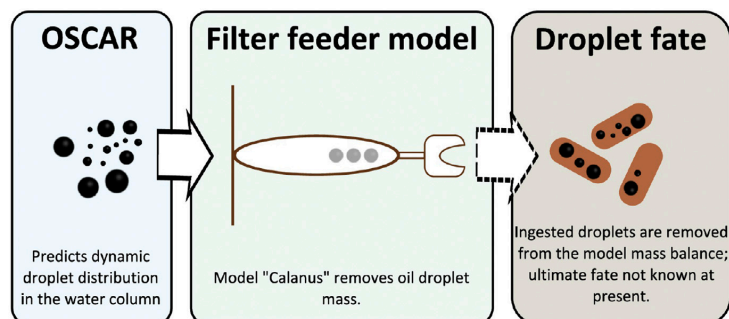 OSCAR
Predicts dynamic
droplet distribution
in the water column
Filter feeder model
Model "Calanus" removes oil droplet
mass.
Droplet fate
Ingested droplets are removed
from the model mass balance;
ultimate fate not known at
present.